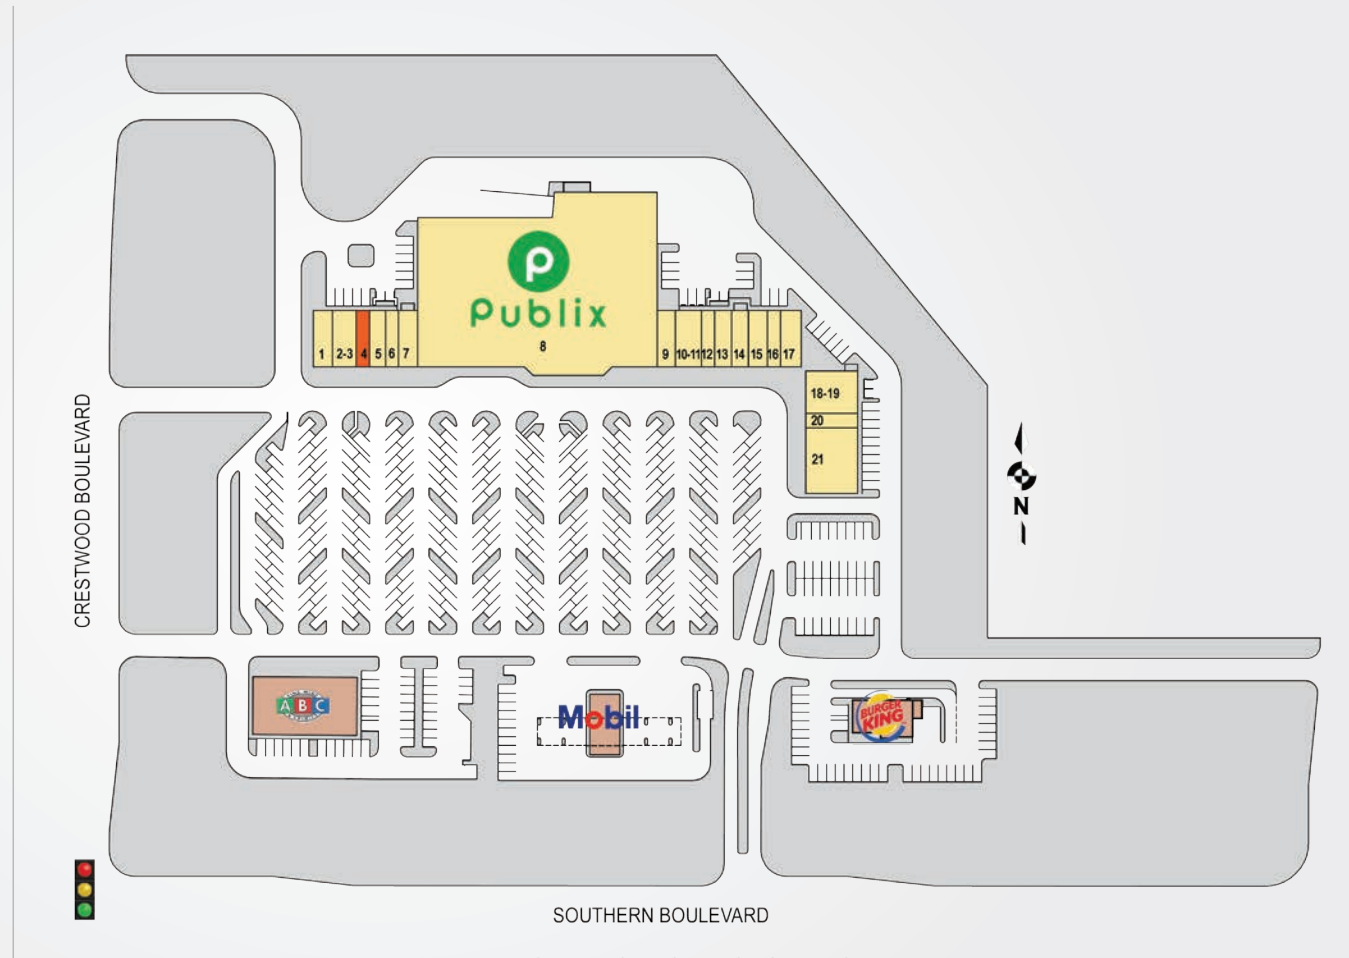 Publix
8
1 2-3 4 5 6 7
9 10-11 12 13 14 15 16 17
18-19
20
21
CRESTWOOD BOULEVARD
N
ABC
Mobil
BURGER
KING
SOUTHERN BOULEVARD